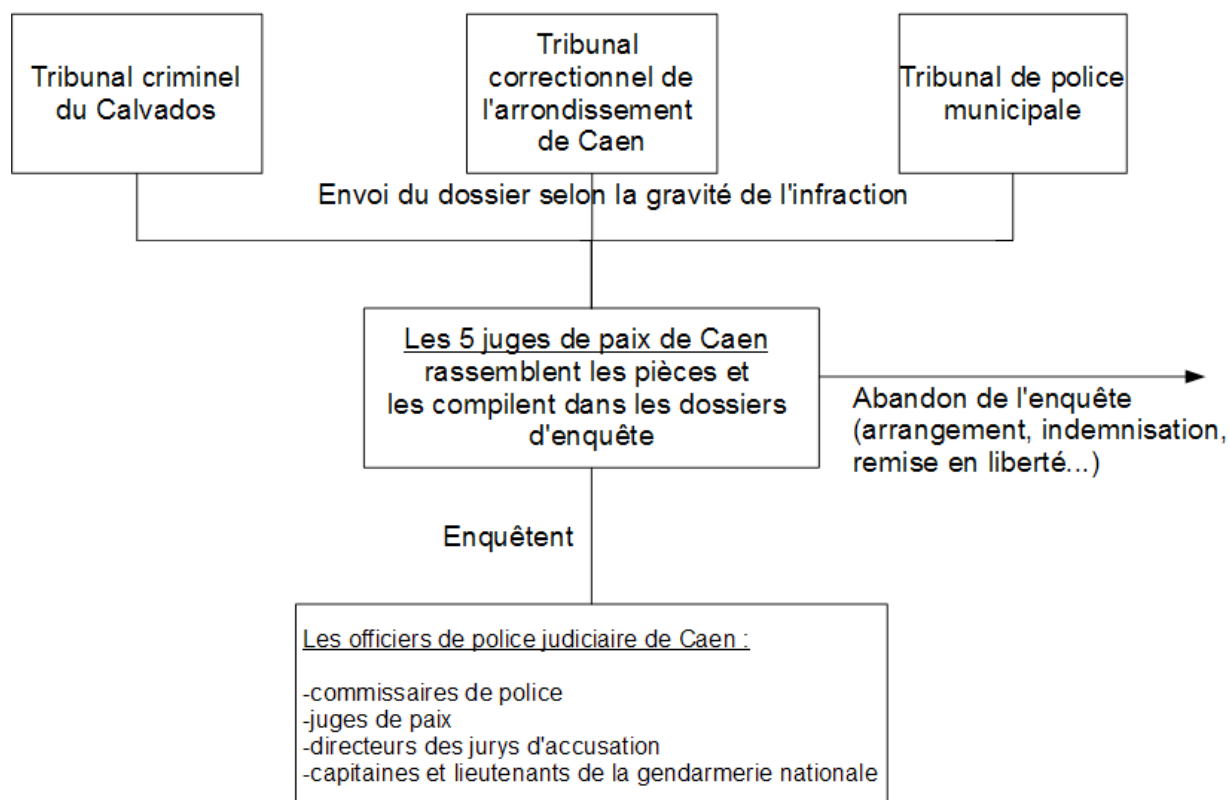 Tribunal criminel
du Calvados
Tribunal
correctionnel de
l'arrondissement
de Caen
Tribunal de police
municipale
Envoi du dossier selon la gravité de l'infraction
Les 5 juges de paix de Caen
rassemblent les pièces et
les compilent dans les dossiers
d'enquête
Abandon de l'enquête
(arrangement, indemnisation,
remise en liberté...)
Enquêtent
Les officiers de police judiciaire de Caen :
-commissaires de police
-juges de paix
-directeurs des jurys d'accusation
-capitaines et lieutenants de la gendarmerie nationale